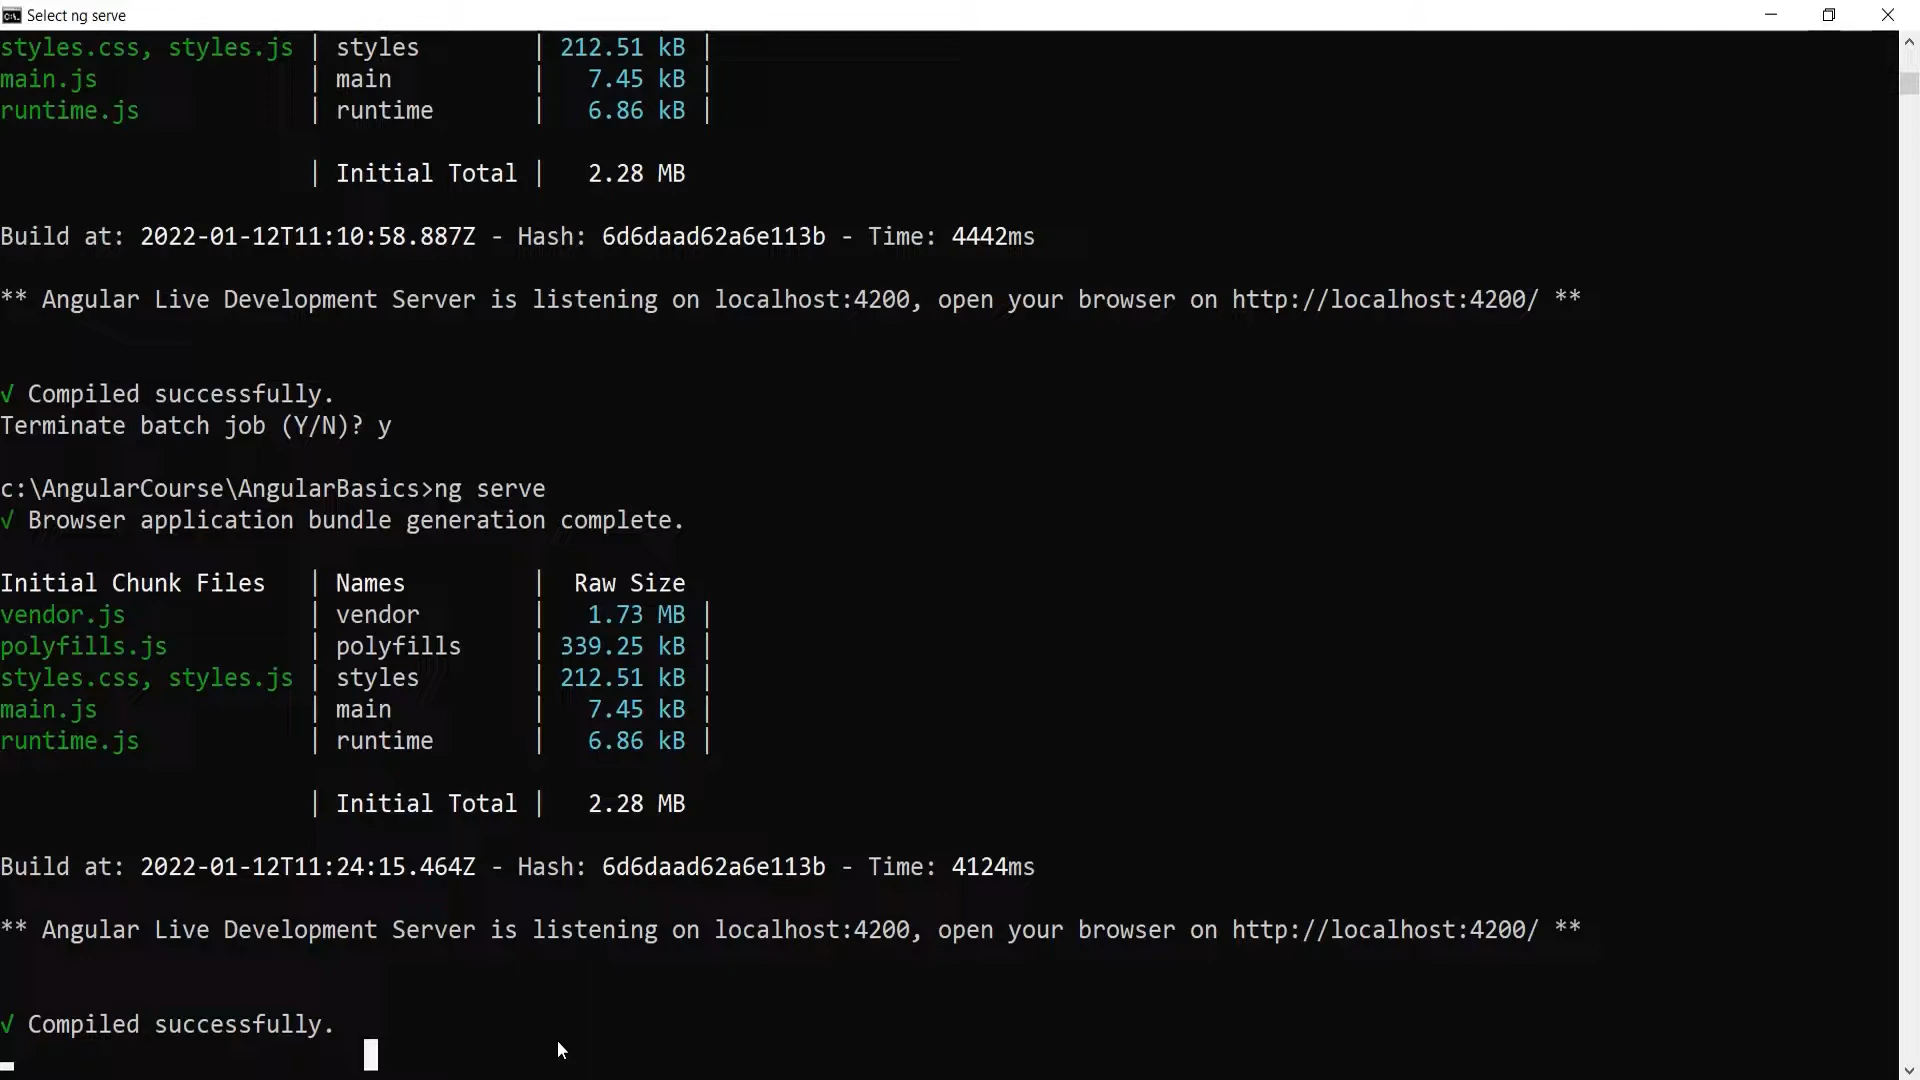 Select ng serve
styles.css, styles.js | styles | 212.51 kB |
main.js | main | 7.45 kB |
runtime.js | runtime | 6.86 kB |
| Initial Total | 2.28 MB
Build at: 2022-01-12T11:10:58.887Z - Hash: 6d6daad62a6e113b - Time: 4442ms
** Angular Live Development Server is listening on localhost:4200, open your browser on http://localhost:4200/ **
√ Compiled successfully.
Terminate batch job (Y/N)? y
c:\AngularCourse\AngularBasics>ng serve
√ Browser application bundle generation complete.
Initial Chunk Files | Names | Raw Size
vendor.js | vendor | 1.73 MB |
polyfills.js | polyfills | 339.25 kB |
styles.css, styles.js | styles | 212.51 kB |
main.js | main | 7.45 kB |
runtime.js | runtime | 6.86 kB |
| Initial Total | 2.28 MB
Build at: 2022-01-12T11:24:15.464Z - Hash: 6d6daad62a6e113b - Time: 4124ms
** Angular Live Development Server is listening on localhost:4200, open your browser on http://localhost:4200/ **
√ Compiled successfully.